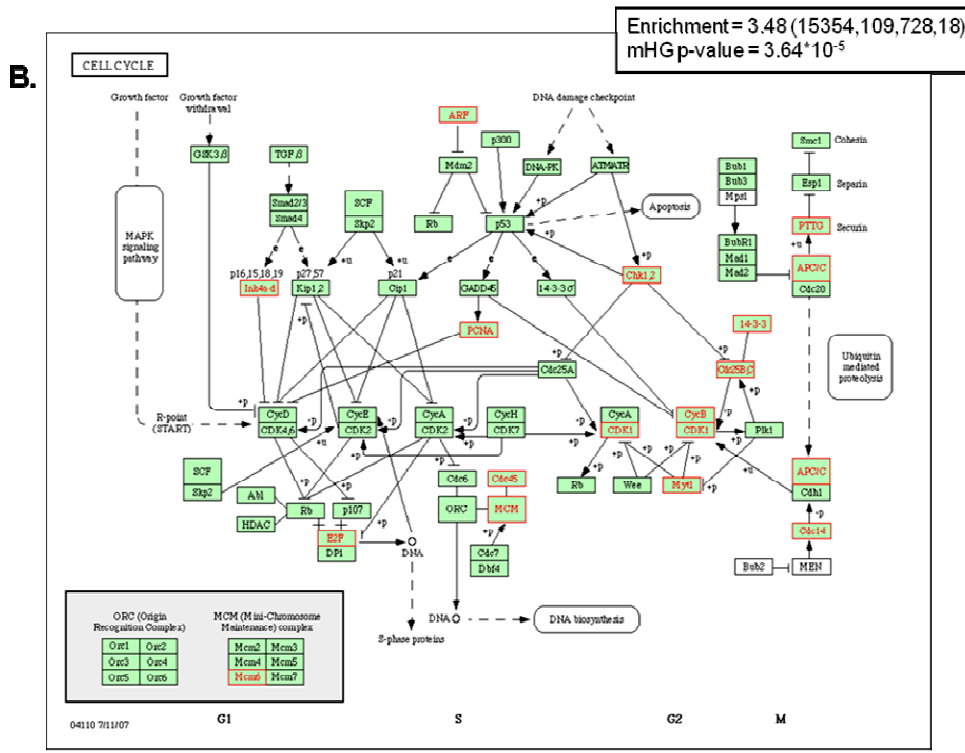 Enrichment = 3.48 (15354,109,728,18)
mHG p-value = 3.64*10-5
B.
CELL CYCLE
Growth factor
Growth factor
withdrawal
DNA damage checkpoint
ARF
p300
GSK3β
TGFβ
Mdm2
DNA-PK
ATMATR
Smc1
Cohesin
Bub1
Bub3
Mps1
Esp1
Separin
Smad2/3
Smad4
SCF
Skp2
Rb
p53
Apoptosis
PTTG
Securin
MAPK
signaling
pathway
BubR1
Mad1
Mad2
+u
APC/C
Cdc20
e
+u
+u
e
e
e
+p
+p
+p
p16,15,18,19
Ink4a-d
p27,57
Kip1,2
p21
Cip1
GADD45
14-3-3σ
Chk1,2
+p
PCNA
14-3-3
+p
+p
Cdc25A
Cdc25B,C
Ubiquitin
mediated
proteolysis
R-point
(START)
+p
CycD
CDK4,6
+p
CycE
CDK2
+p
CycA
CDK2
+p
CycH
CDK7
+p
CycA
CDK1
CycB
CDK1
+p
+p
Plk1
SCF
Skp2
+u
+p
+p
+p
+p
+p
Cdc6
Cdc45
Rb
Wee
Myt1
+p
+p
+p
+p
+u
APC/C
Cdh1
Abl
HDAC
Rb
p107
ORC
MCM
+p
Cdc14
E2F
DP1
+p
DNA
Cdc7
Dbf4
+p
Bub2
MEN
ORC (Origin
Recognition Complex)
MCM (Mini-Chromosome
Maintenance) complex
Orc1 Orc2
Orc3 Orc4
Orc5 Orc6
Mcm2 Mcm3
Mcm4 Mcm5
Mcm6 Mcm7
S-phase proteins
DNA
DNA biosynthesis
04110 7/11/07
G1 S G2 M